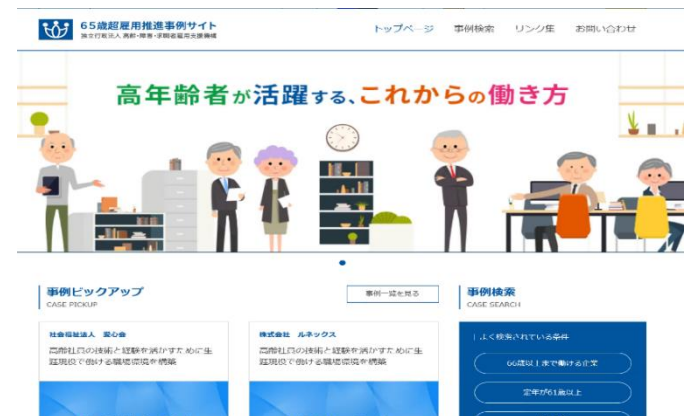 65歳超雇用推進事例サイト
独立行政法人 高齢・障害・求職者雇用支援機構
トップページ 事例検索 リンク集 お問い合わせ
高年齢者が活躍する、これからの働き方
事例ピックアップ
CASE PICKUP
事例一覧を見る
事例検索
CASE SEARCH
社会福祉法人 愛心会
高齢社員の技術と経験を活かすために生
涯現役で働ける職場環境を構築
株式会社 ルネックス
高齢社員の技術と経験を活かすために生
涯現役で働ける職場環境を構築
よく検索されている条件
66歳以上まで働ける企業
定年が61歳以上